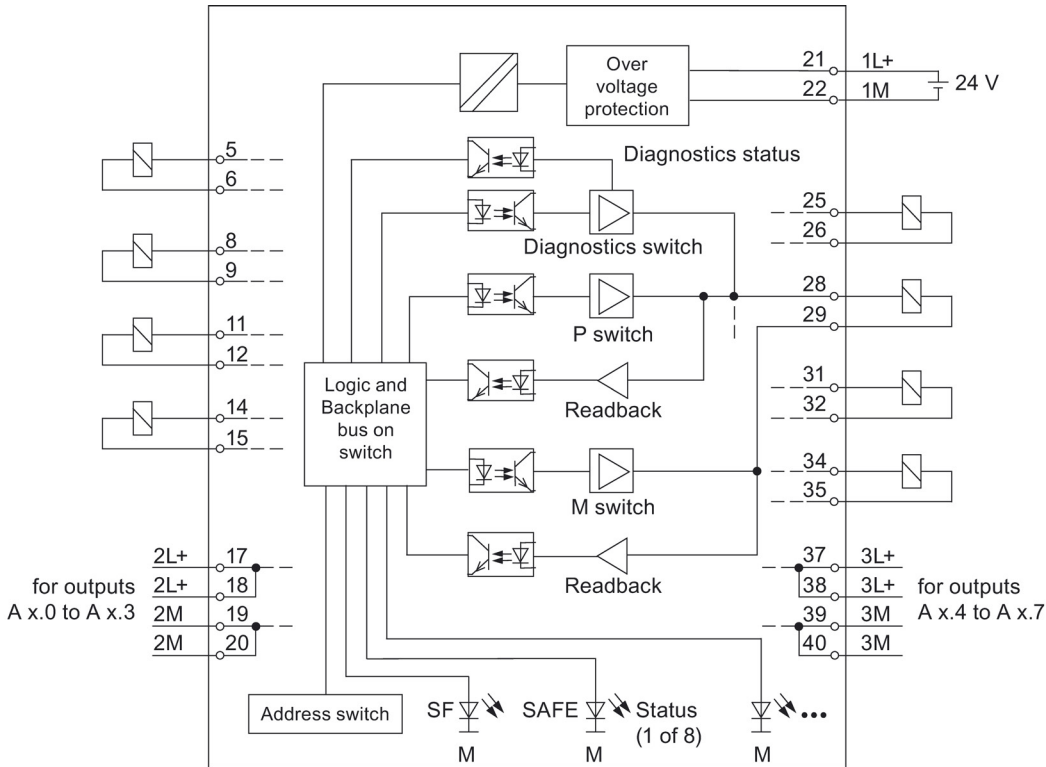 Over
voltage
protection
21
1L+
22
1M
24 V
Diagnostics status
Diagnostics switch
5
6
8
9
11
12
14
15
25
26
28
29
31
32
34
35
P switch
Readback
Logic and
Backplane
bus on
switch
M switch
Readback
2L+
17
2L+
18
2M
19
2M
20
for outputs
A x.0 to A x.3
37
3L+
38
3L+
39
3M
40
3M
for outputs
A x.4 to A x.7
Address switch
SF
M
SAFE
M
Status
(1 of 8)
M